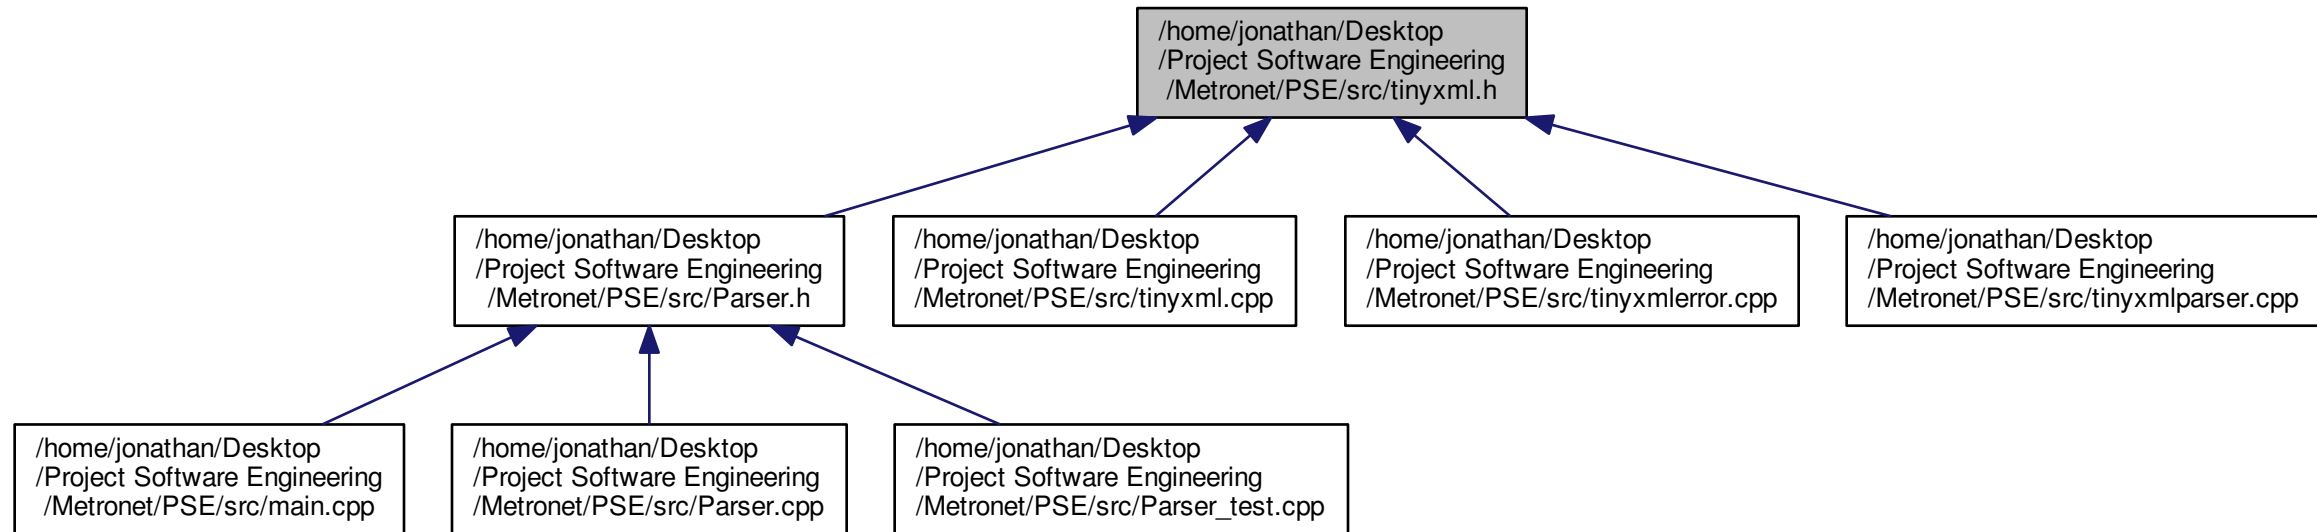 /home/jonathan/Desktop
/Project Software Engineering
/Metronet/PSE/src/tinyxml.h
/home/jonathan/Desktop
/Project Software Engineering
/Metronet/PSE/src/Parser.h
/home/jonathan/Desktop
/Project Software Engineering
/Metronet/PSE/src/tinyxml.cpp
/home/jonathan/Desktop
/Project Software Engineering
/Metronet/PSE/src/tinyxmlerror.cpp
/home/jonathan/Desktop
/Project Software Engineering
/Metronet/PSE/src/tinyxmlparser.cpp
/home/jonathan/Desktop
/Project Software Engineering
/Metronet/PSE/src/main.cpp
/home/jonathan/Desktop
/Project Software Engineering
/Metronet/PSE/src/Parser.cpp
/home/jonathan/Desktop
/Project Software Engineering
/Metronet/PSE/src/Parser_test.cpp